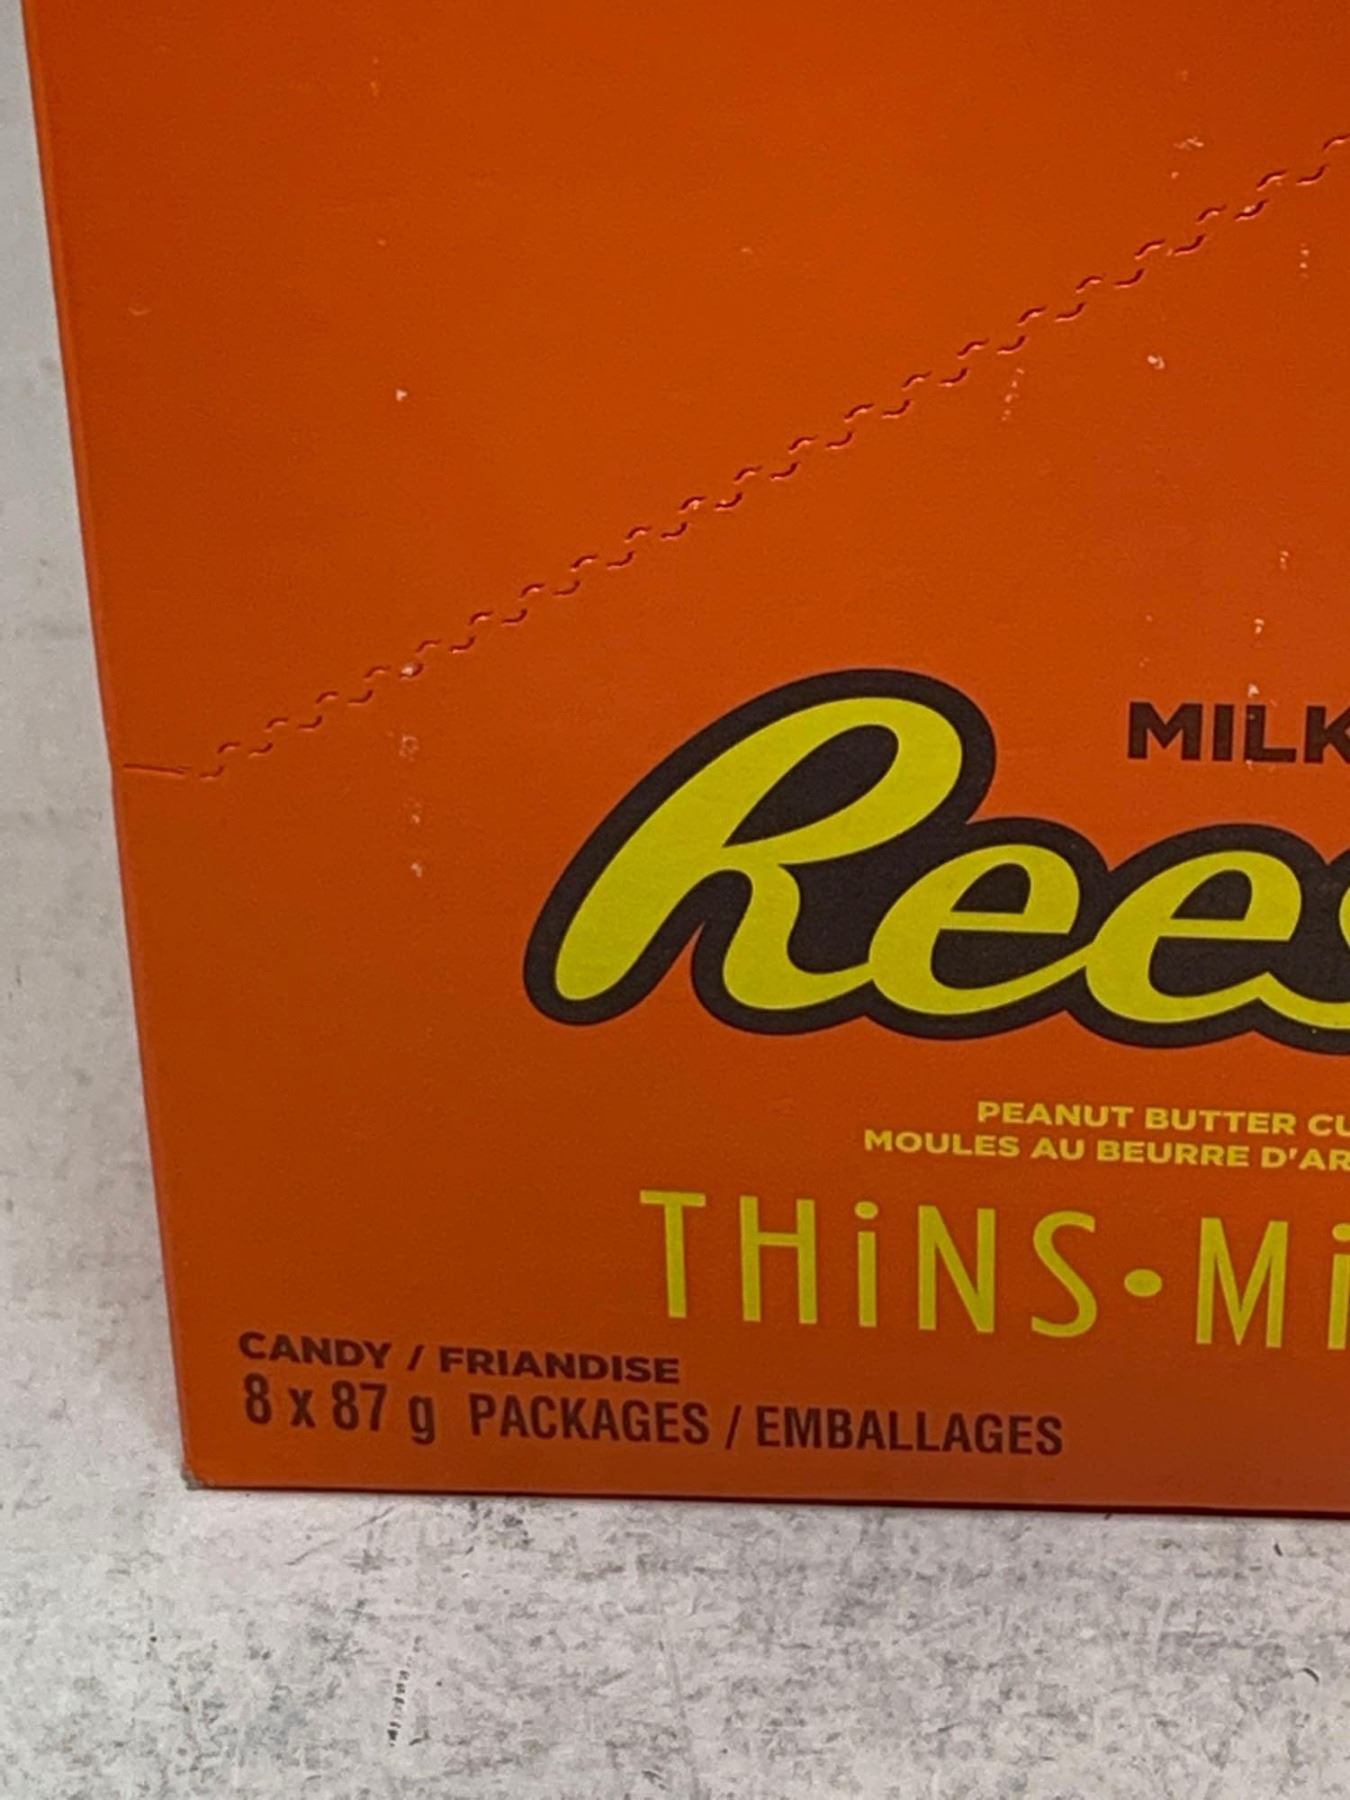 MILK
Rees
PEANUT BUTTER CU
MOULES AU BEURRE D'AR
THiNS•Mi
CANDY / FRIANDISE
8 x 87 g PACKAGES / EMBALLAGES